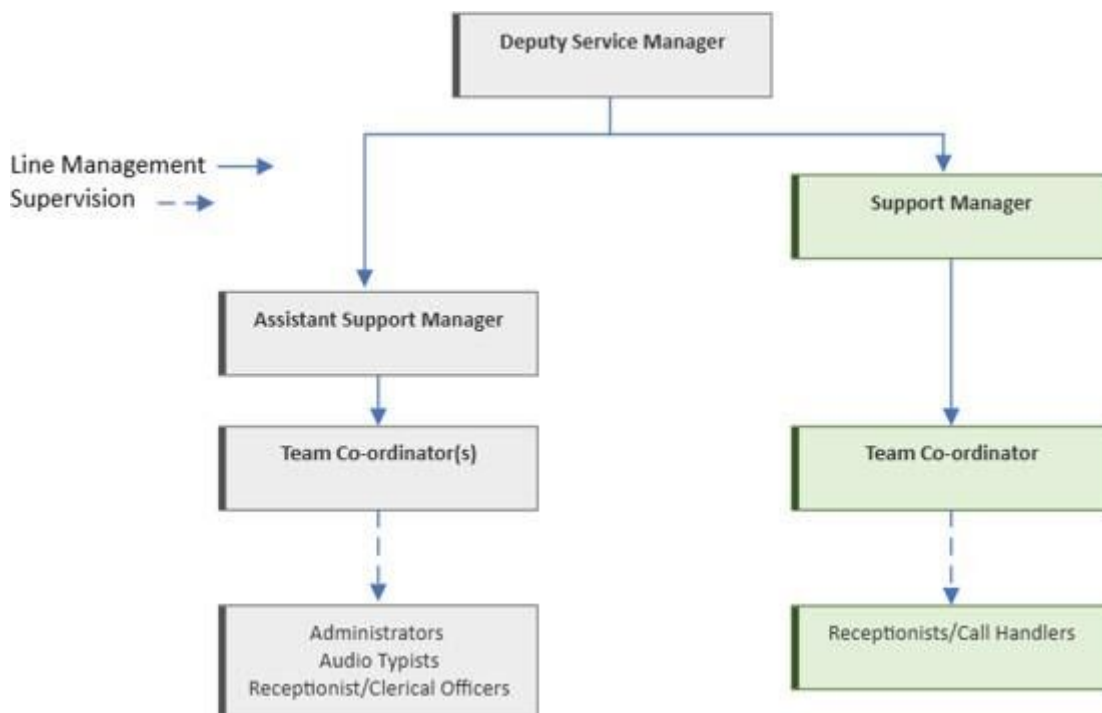 Deputy Service Manager
Line Management
Supervision
Support Manager
Assistant Support Manager
Team Co-ordinator(s)
Team Co-ordinator
Administrators
Audio Typists
Receptionist/Clerical Officers
Receptionists/Call Handlers